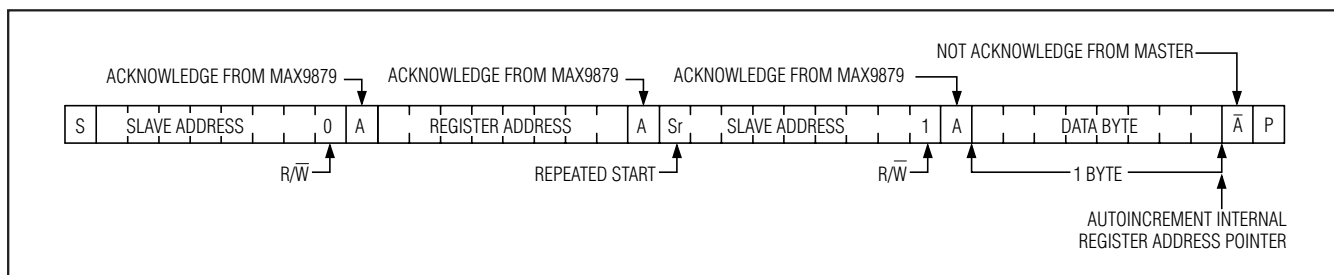 NOT ACKNOWLEDGE FROM MASTER
ACKNOWLEDGE FROM MAX9879
ACKNOWLEDGE FROM MAX9879
ACKNOWLEDGE FROM MAX9879
S SLAVE ADDRESS 0 A REGISTER ADDRESS A Sr SLAVE ADDRESS 1 A DATA BYTE A̅ P
R/W̅
REPEATED START
R/W̅
1 BYTE
AUTOINCREMENT INTERNAL
REGISTER ADDRESS POINTER